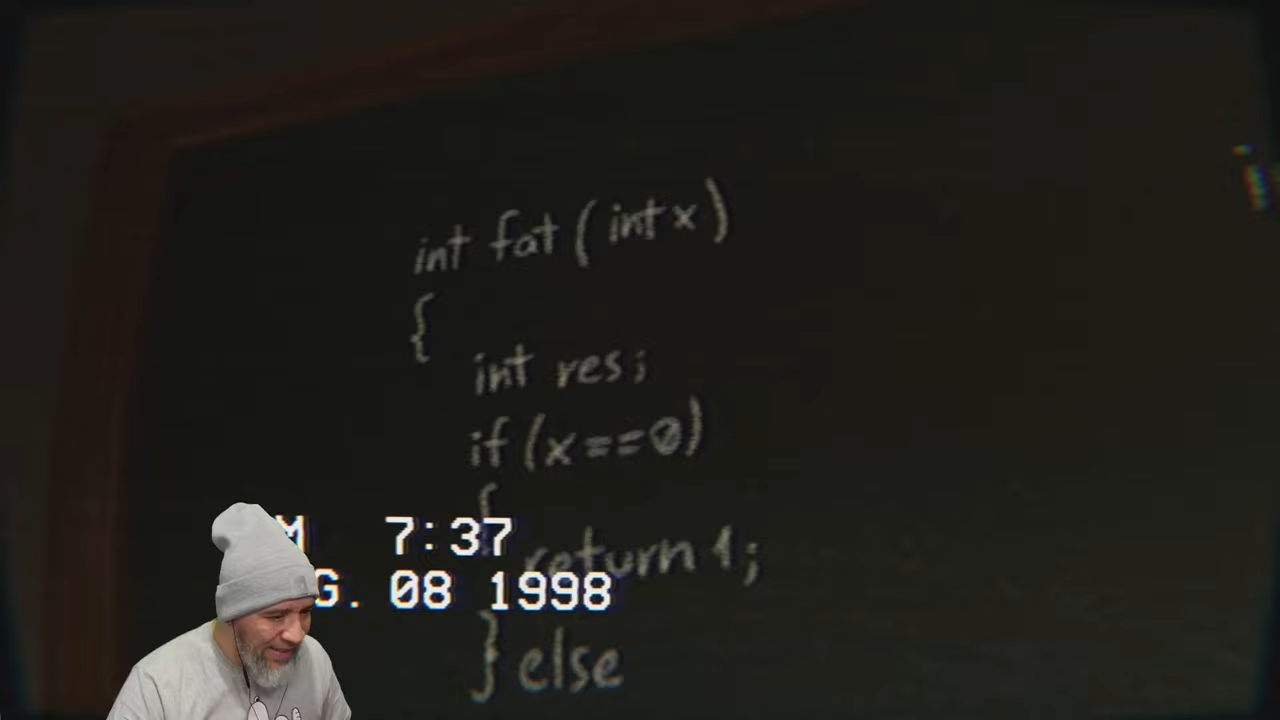 int fat (int x)
{
int res;
if (x==0)
{
return 1;
} else
M 7:37
G. 08 1998